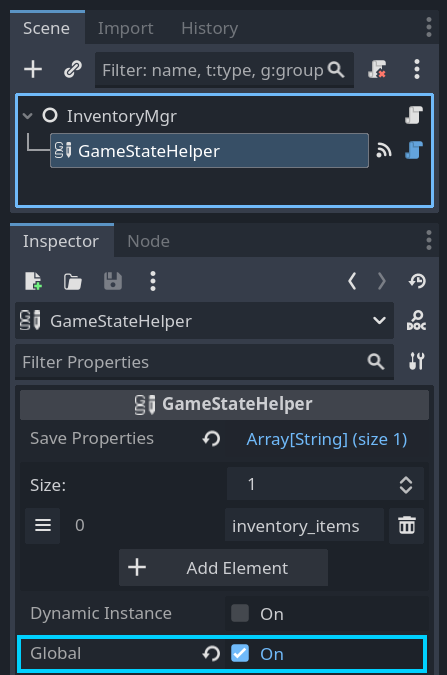 Scene Import History
Filter: name, t:type, g:group
InventoryMgr
GameStateHelper
Inspector Node
GameStateHelper
DOC
Filter Properties
GameStateHelper
Save Properties Array[String] (size 1)
Size: 1
0 inventory_items
Add Element
Dynamic Instance On
Global On